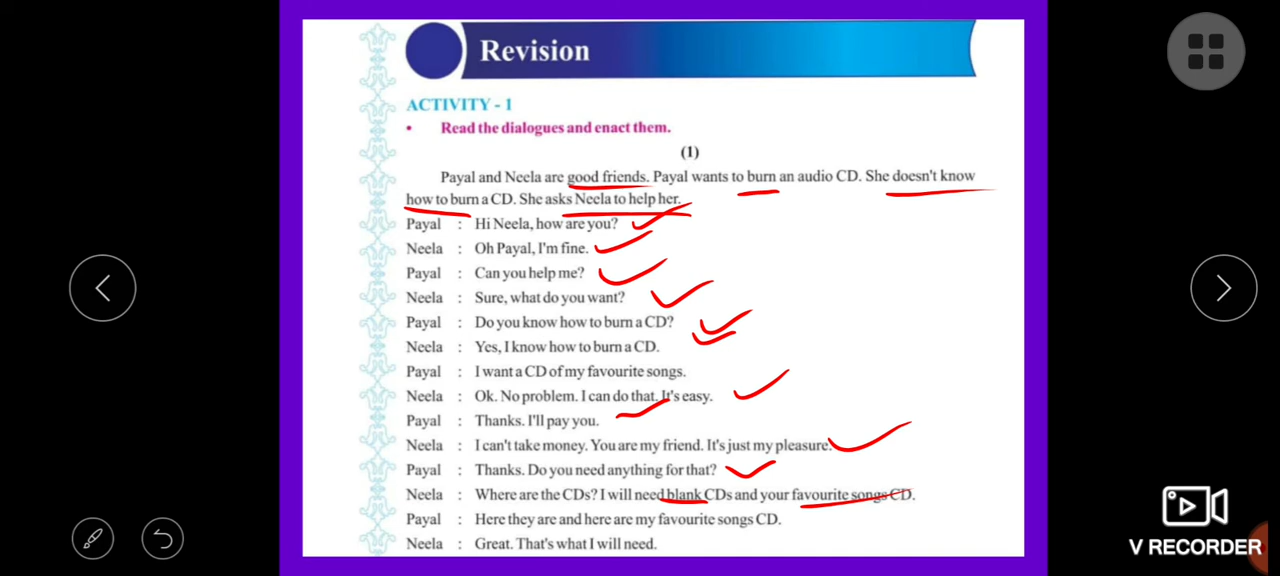 Revision
ACTIVITY - 1
• Read the dialogues and enact them.
(1)
Payal and Neela are good friends. Payal wants to burn an audio CD. She doesn't know
how to burn a CD. She asks Neela to help her.
Payal : Hi Neela, how are you?
Neela : Oh Payal, I'm fine.
Payal : Can you help me?
Neela : Sure, what do you want?
Payal : Do you know how to burn a CD?
Neela : Yes, I know how to burn a CD.
Payal : I want a CD of my favourite songs.
Neela : Ok. No problem. I can do that. It's easy.
Payal : Thanks. I'll pay you.
Neela : I can't take money. You are my friend. It's just my pleasure.
Payal : Thanks. Do you need anything for that?
Neela : Where are the CDs? I will need blank CDs and your favourite songs CD.
Payal : Here they are and here are my favourite songs CD.
Neela : Great. That's what I will need.
V RECORDER